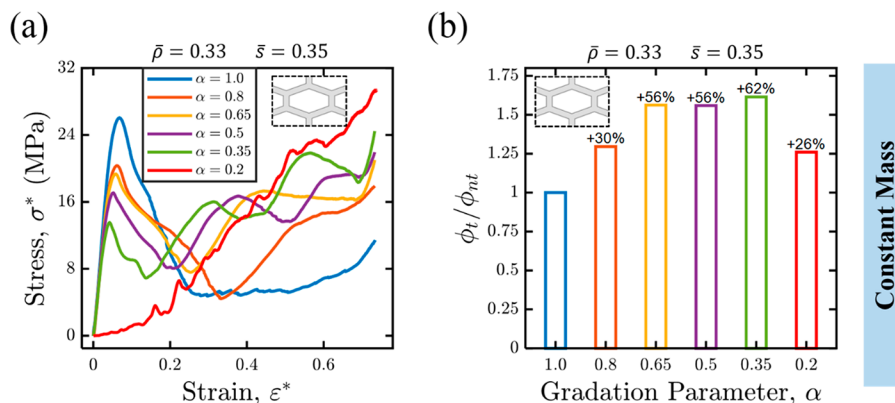 (a)
ρ̄ = 0.33 s̄ = 0.35
32
24
16
8
0
Stress, σ* (MPa)
α = 1.0
α = 0.8
α = 0.65
α = 0.5
α = 0.35
α = 0.2
0 0.2 0.4 0.6
Strain, ε*
(b)
ρ̄ = 0.33 s̄ = 0.35
1.75
1.5
1.25
1
0.75
0.5
0.25
0
ϕt/ϕnt
+30%
+56%
+56%
+62%
+26%
1.0 0.8 0.65 0.5 0.35 0.2
Gradation Parameter, α
Constant Mass